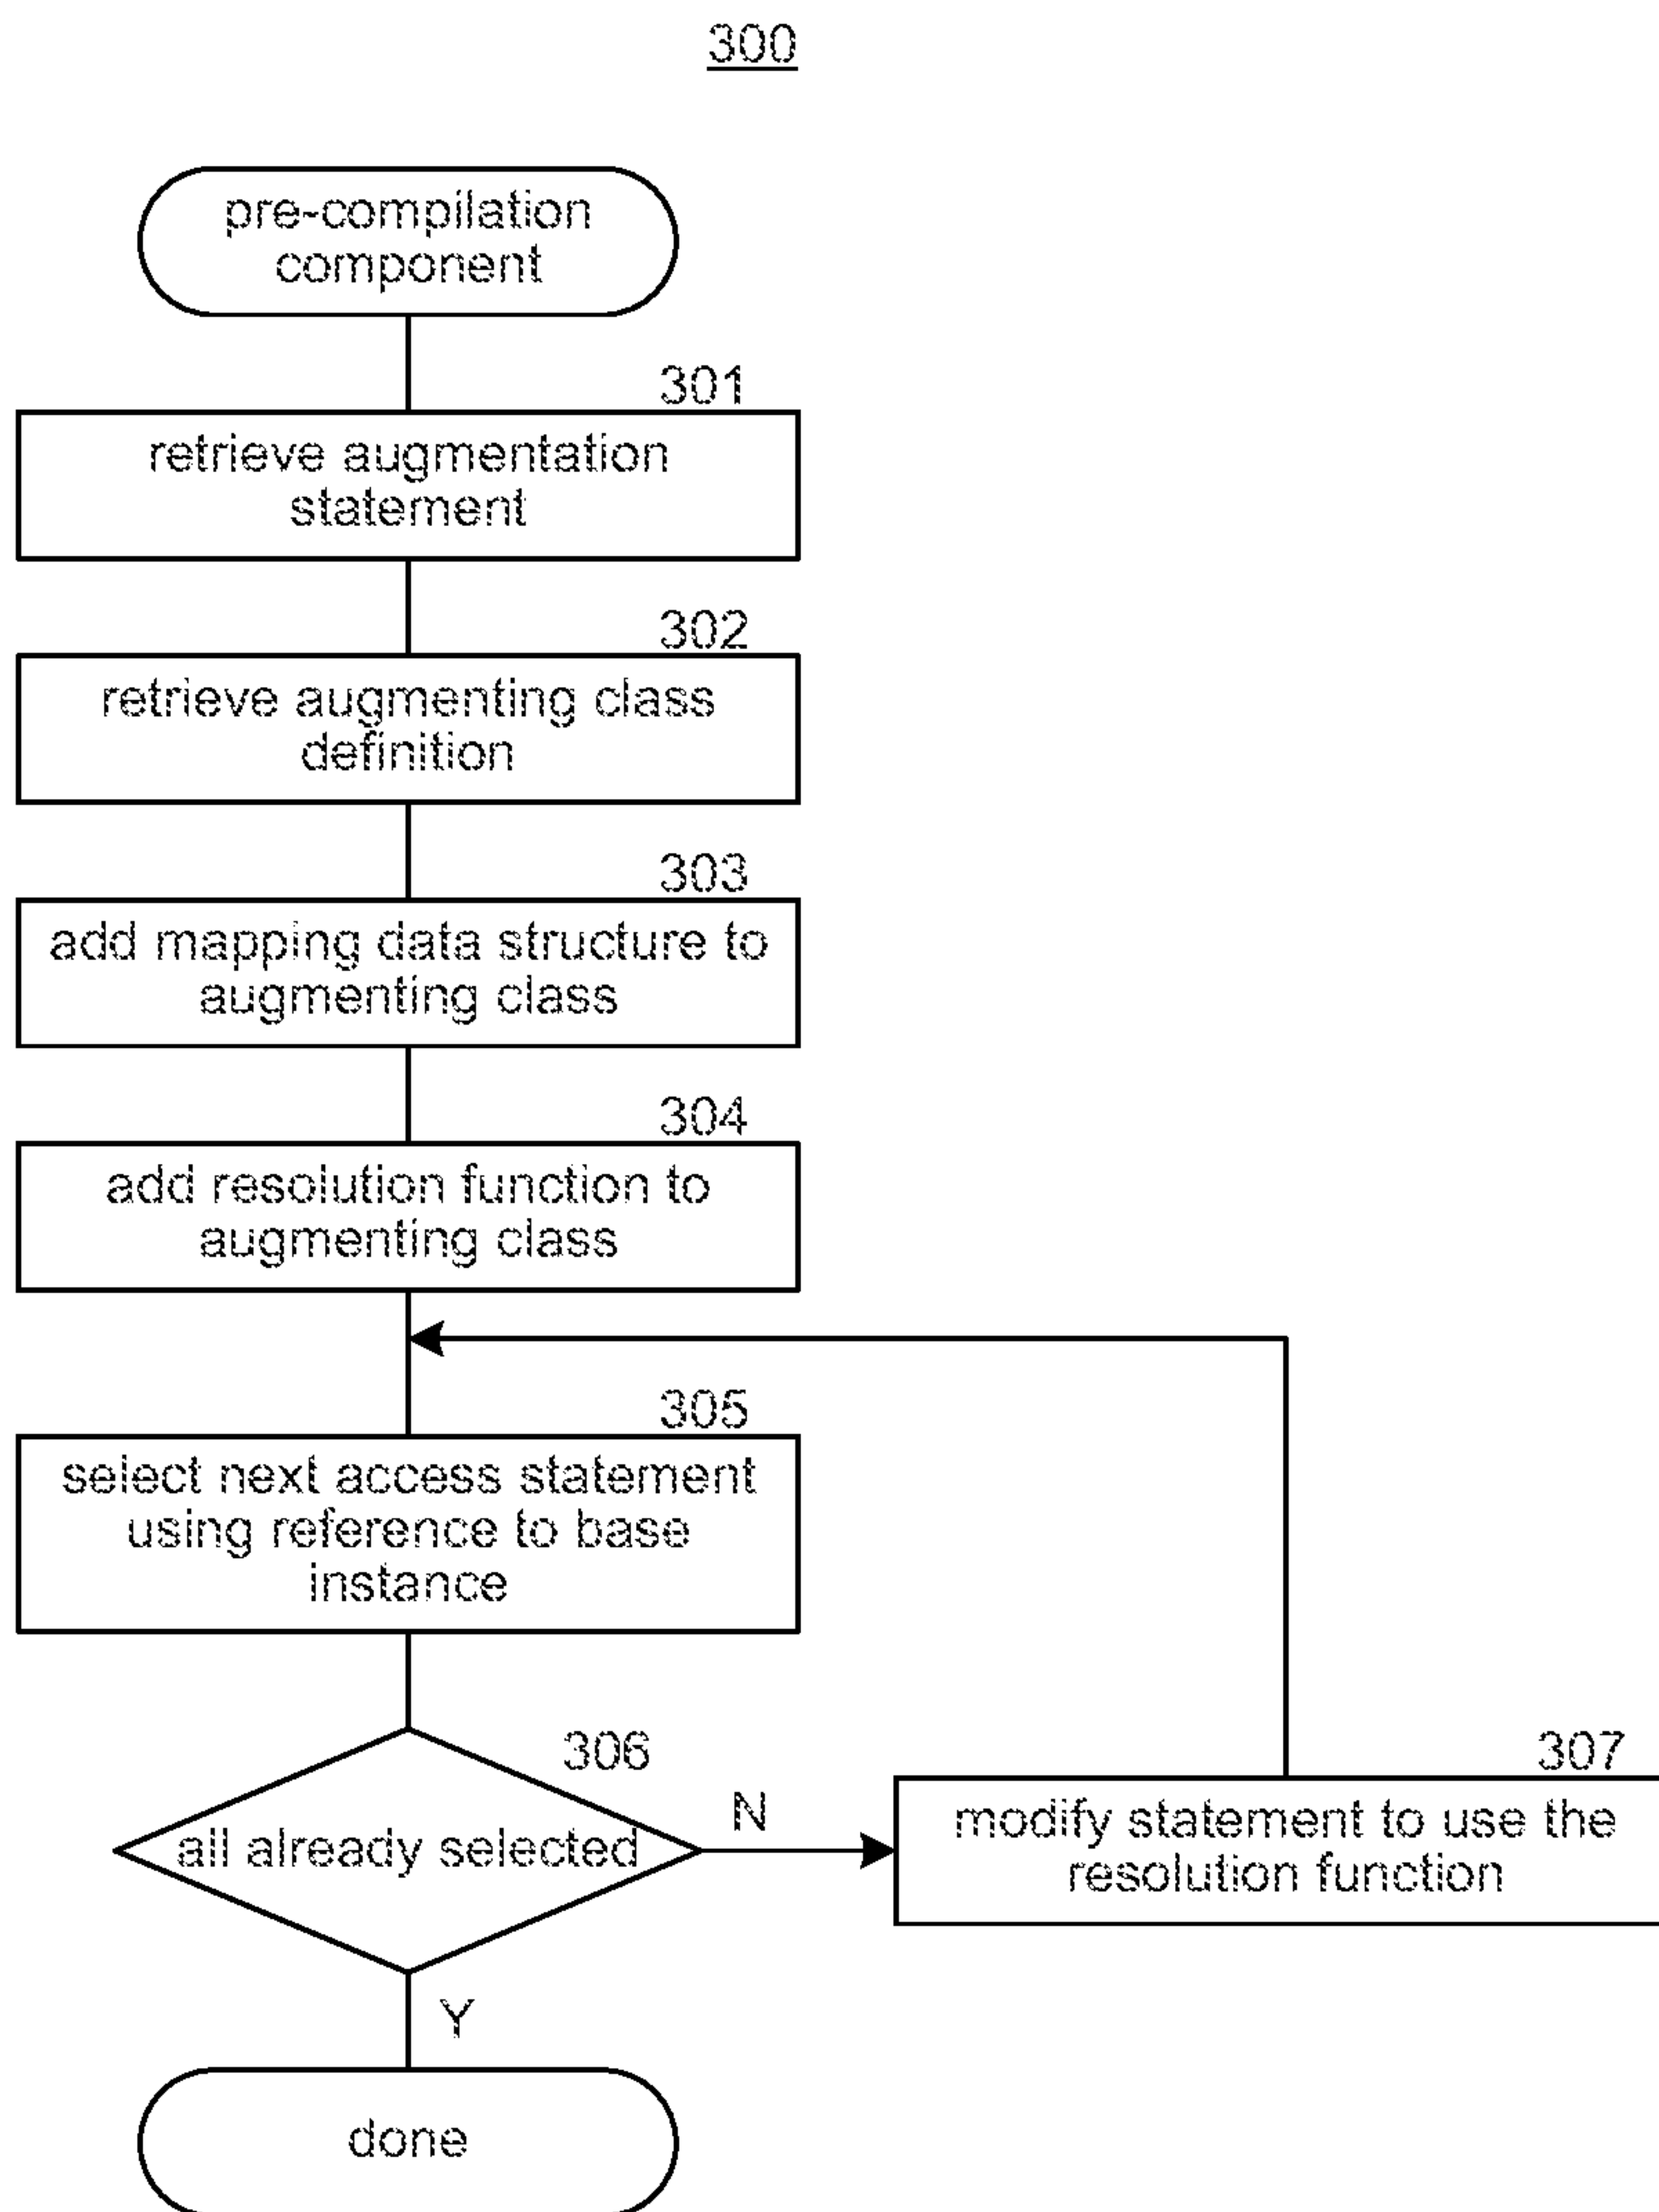 300
pre-compilation
component
301
retrieve augmentation
statement
302
retrieve augmenting class
definition
303
add mapping data structure to
augmenting class
304
add resolution function to
augmenting class
305
select next access statement
using reference to base
instance
306
all already selected
N
307
modify statement to use the
resolution function
Y
done